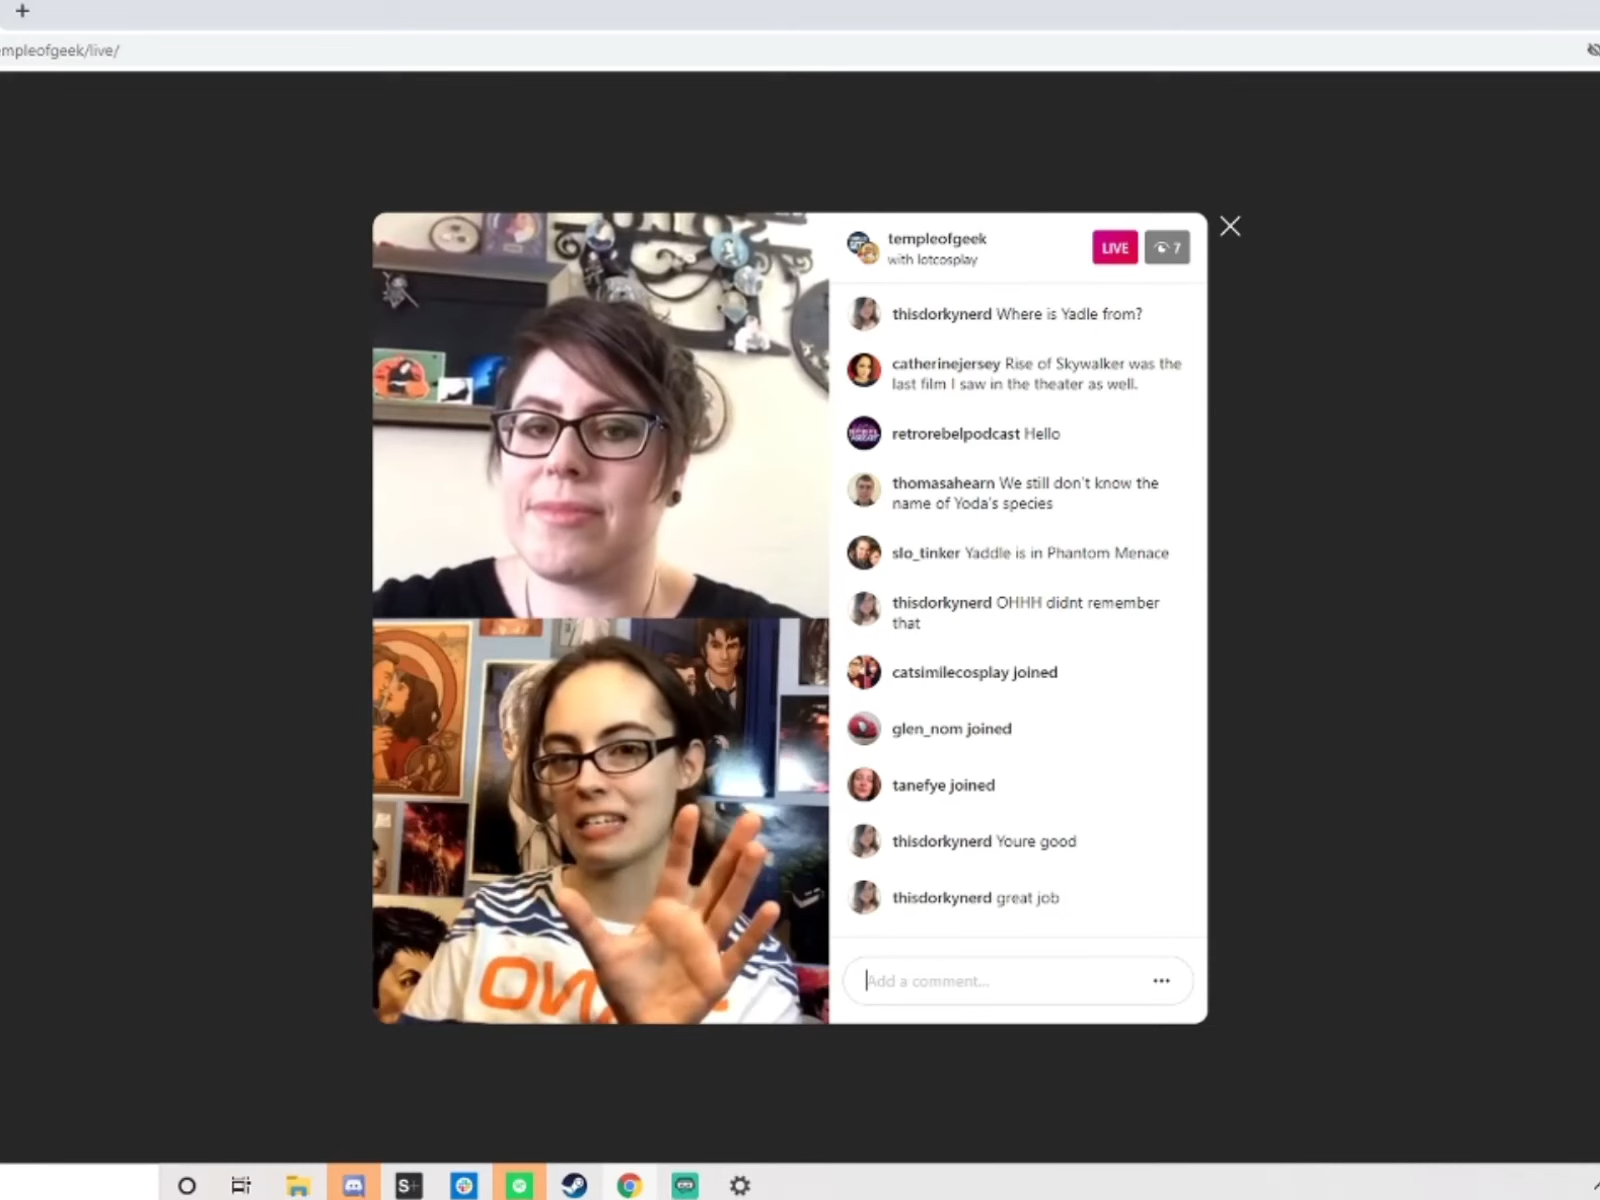 +
empleofgeek/live/
templeofgeek
with lotcosplay
LIVE
7
thisdorkynerd Where is Yadle from?
catherinejersey Rise of Skywalker was the
last film I saw in the theater as well.
retrorebelpodcast Hello
thomasahearn We still don't know the
name of Yoda's species
slo_tinker Yaddle is in Phantom Menace
thisdorkynerd OHHH didnt remember
that
catsimilecosplay joined
glen_nom joined
tanefye joined
thisdorkynerd Youre good
thisdorkynerd great job
Add a comment...
S+